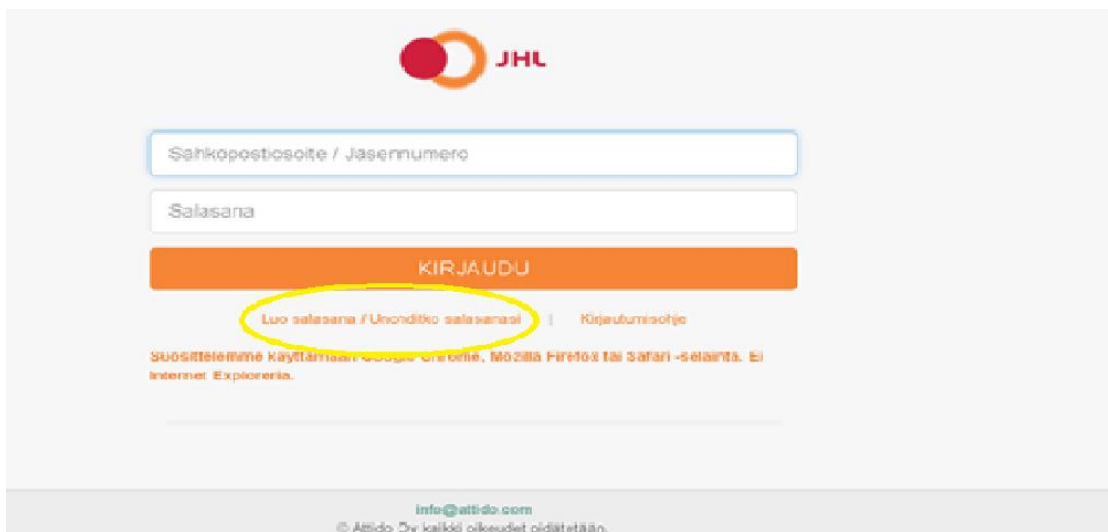 JHL
Sähköpostiosoite / Jäsennumero
Salasana
KIRJAUDU
Luo salasana / Unohditko salasanasi | Kirjautumisohje
Suosittelemme käyttämään Google Chrome, Mozilla Firefox tai Safari -selainta. Ei
Internet Exploreria.
info@attido.com
© Attido Oy kaikki oikeudet pidätetään.